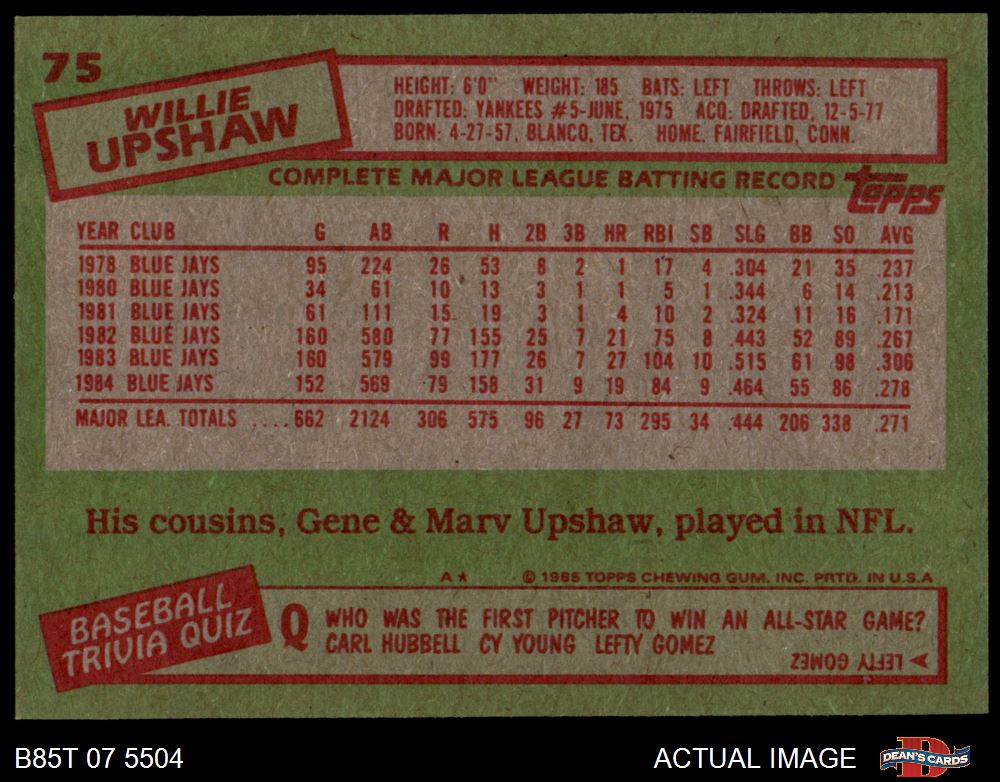 75
WILLIE
UPSHAW
HEIGHT: 6'0" WEIGHT: 185 BATS: LEFT THROWS: LEFT
DRAFTED: YANKEES #5-JUNE, 1975 ACQ: DRAFTED, 12-5-77
BORN: 4-27-57, BLANCO, TEX. HOME: FAIRFIELD, CONN.
COMPLETE MAJOR LEAGUE BATTING RECORD topps
YEAR CLUB G AB R H 2B 3B HR RBI SB SLG BB SO AVG
1978 BLUE JAYS 95 224 26 53 8 2 1 17 4 .304 21 35 .237
1980 BLUE JAYS 34 61 10 13 3 1 1 5 1 .344 6 14 .213
1981 BLUE JAYS 61 111 15 19 3 1 4 10 2 .324 11 16 .171
1982 BLUE JAYS 160 580 77 155 25 7 21 75 8 .443 52 89 .267
1983 BLUE JAYS 160 579 99 177 26 7 27 104 10 .515 61 98 .306
1984 BLUE JAYS 152 569 79 158 31 9 19 84 9 .464 55 86 .278
MAJOR LEA. TOTALS ....662 2124 306 575 96 27 73 295 34 .444 206 338 .271
His cousins, Gene & Marv Upshaw, played in NFL.
A★ © 1985 TOPPS CHEWING GUM, INC. PRTD. IN U.S.A
BASEBALL
TRIVIA QUIZ
Q WHO WAS THE FIRST PITCHER TO WIN AN ALL-STAR GAME?
CARL HUBBELL CY YOUNG LEFTY GOMEZ
LEFTY GOMEZ
B85T 07 5504 ACTUAL IMAGE D DEAN'S CARDS